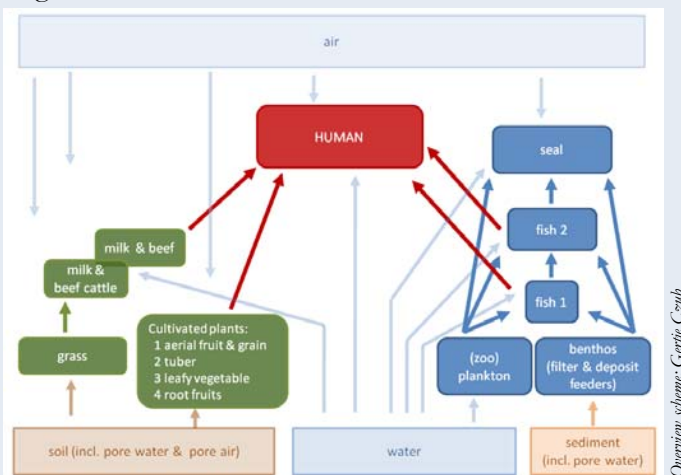 air
HUMAN
seal
fish 2
milk & beef
milk &
beef cattle
fish 1
grass
Cultivated plants:
1 aerial fruit & grain
2 tuber
3 leafy vegetable
4 root fruits
(zoo)
plankton
benthos
(filter & deposit
feeders)
soil (incl. pore water & pore air)
water
sediment
(incl. pore water)
Overview scheme: Gertje Czub